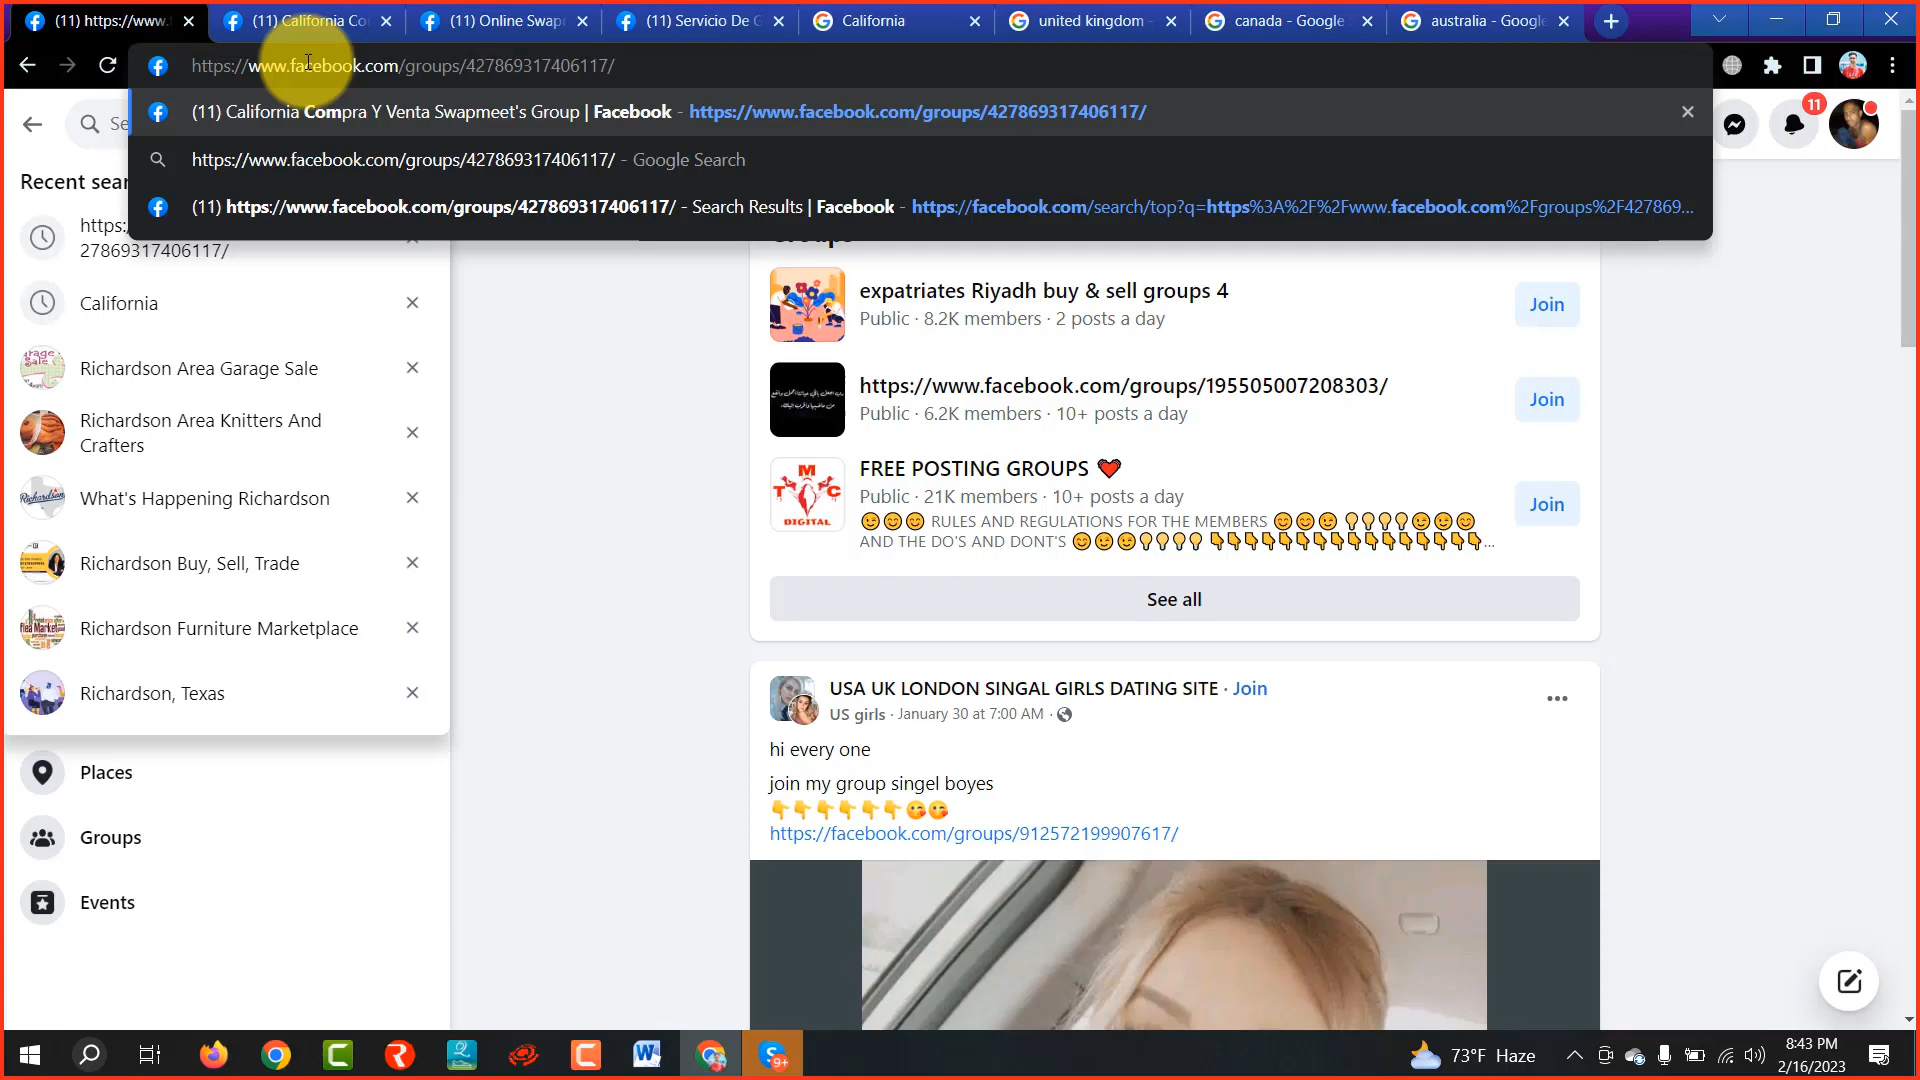 (11) https://www.
(11) California Co
(11) Online Swap
(11) Servicio De G
California
united kingdom -
canada - Google
australia - Google
https://www.facebook.com/groups/427869317406117/
(11) California Compra Y Venta Swapmeet's Group | Facebook - https://www.facebook.com/groups/427869317406117/
https://www.facebook.com/groups/427869317406117/ - Google Search
(11) https://www.facebook.com/groups/427869317406117/ - Search Results | Facebook - https://facebook.com/search/top?q=https%3A%2F%2Fwww.facebook.com%2Fgroups%2F427869...
Se
11
Recent sear
https:
27869317406117/
California
Richardson Area Garage Sale
Richardson Area Knitters And
Crafters
What's Happening Richardson
Richardson Buy, Sell, Trade
Richardson Furniture Marketplace
Richardson, Texas
Places
Groups
Events
Groups
expatriates Riyadh buy & sell groups 4
Public · 8.2K members · 2 posts a day
Join
https://www.facebook.com/groups/195505007208303/
Public · 6.2K members · 10+ posts a day
Join
MTC
DIGITAL
FREE POSTING GROUPS ❤️
Public · 21K members · 10+ posts a day
😉😊😊 RULES AND REGULATIONS FOR THE MEMBERS 😊😊😉💡💡💡💡😉😉😊
AND THE DO'S AND DONT'S 😊😉😉💡💡💡💡👇👇👇👇👇👇👇👇👇👇👇👇👇👇👇👇...
Join
See all
USA UK LONDON SINGAL GIRLS DATING SITE · Join
US girls · January 30 at 7:00 AM ·
hi every one
join my group singel boyes
👇👇👇👇👇👇😋😋
https://facebook.com/groups/912572199907617/
9+
73°F Haze
8:43 PM
2/16/2023